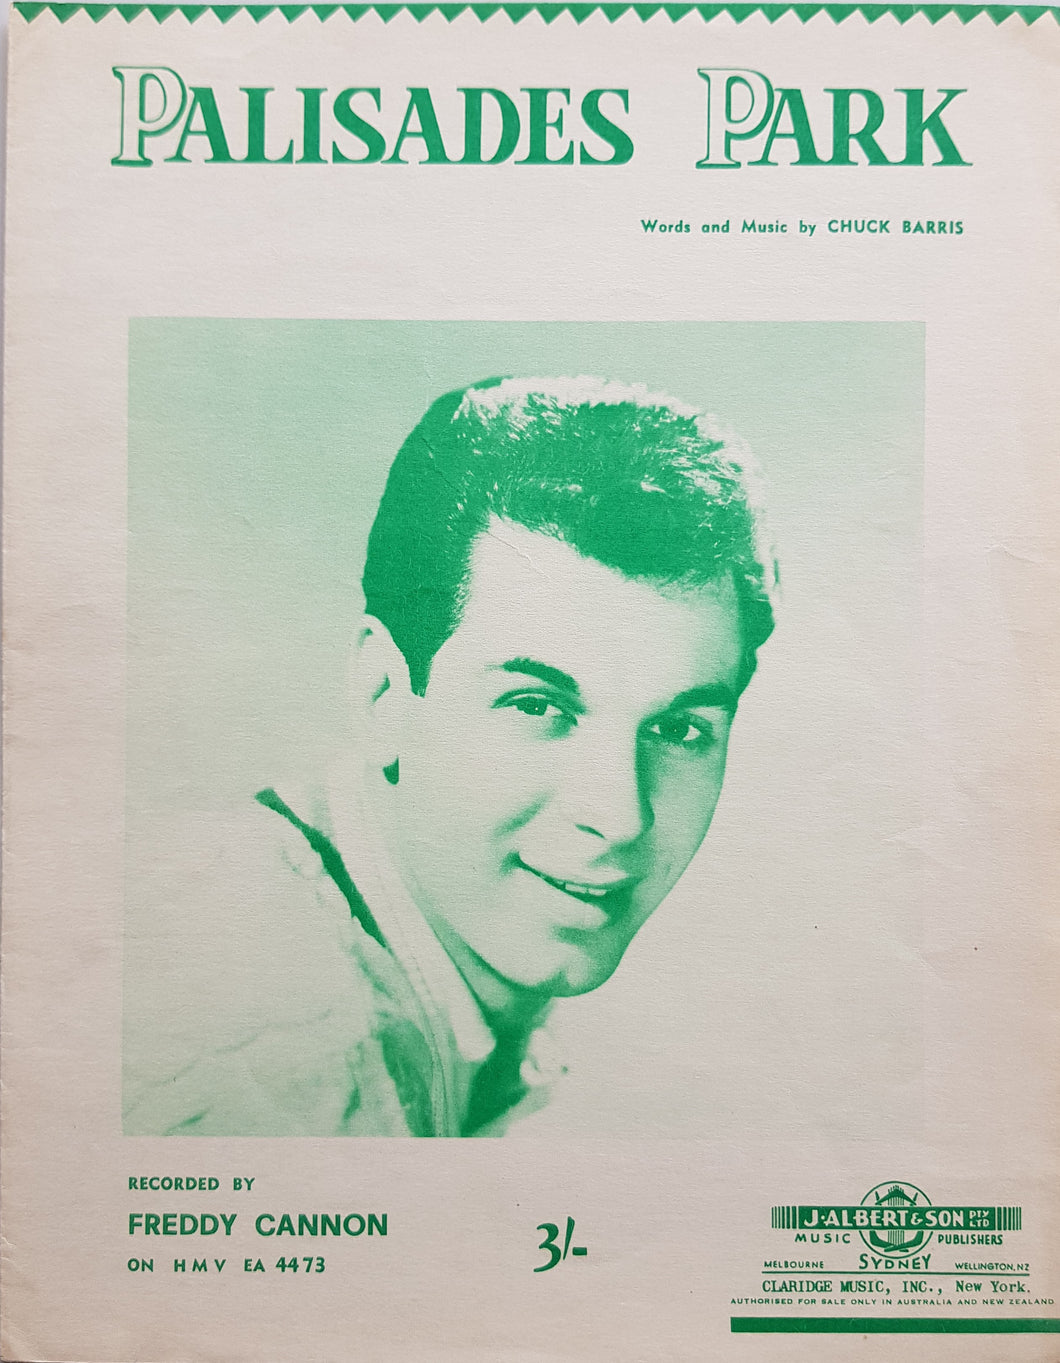 PALISADES PARK
Words and Music by CHUCK BARRIS
RECORDED BY
FREDDY CANNON
ON HMV EA 4473
3/-
J. ALBERT & SON PTY LTD
MUSIC PUBLISHERS
MELBOURNE SYDNEY WELLINGTON, NZ
CLARIDGE MUSIC, INC., New York.
AUTHORISED FOR SALE ONLY IN AUSTRALIA AND NEW ZEALAND